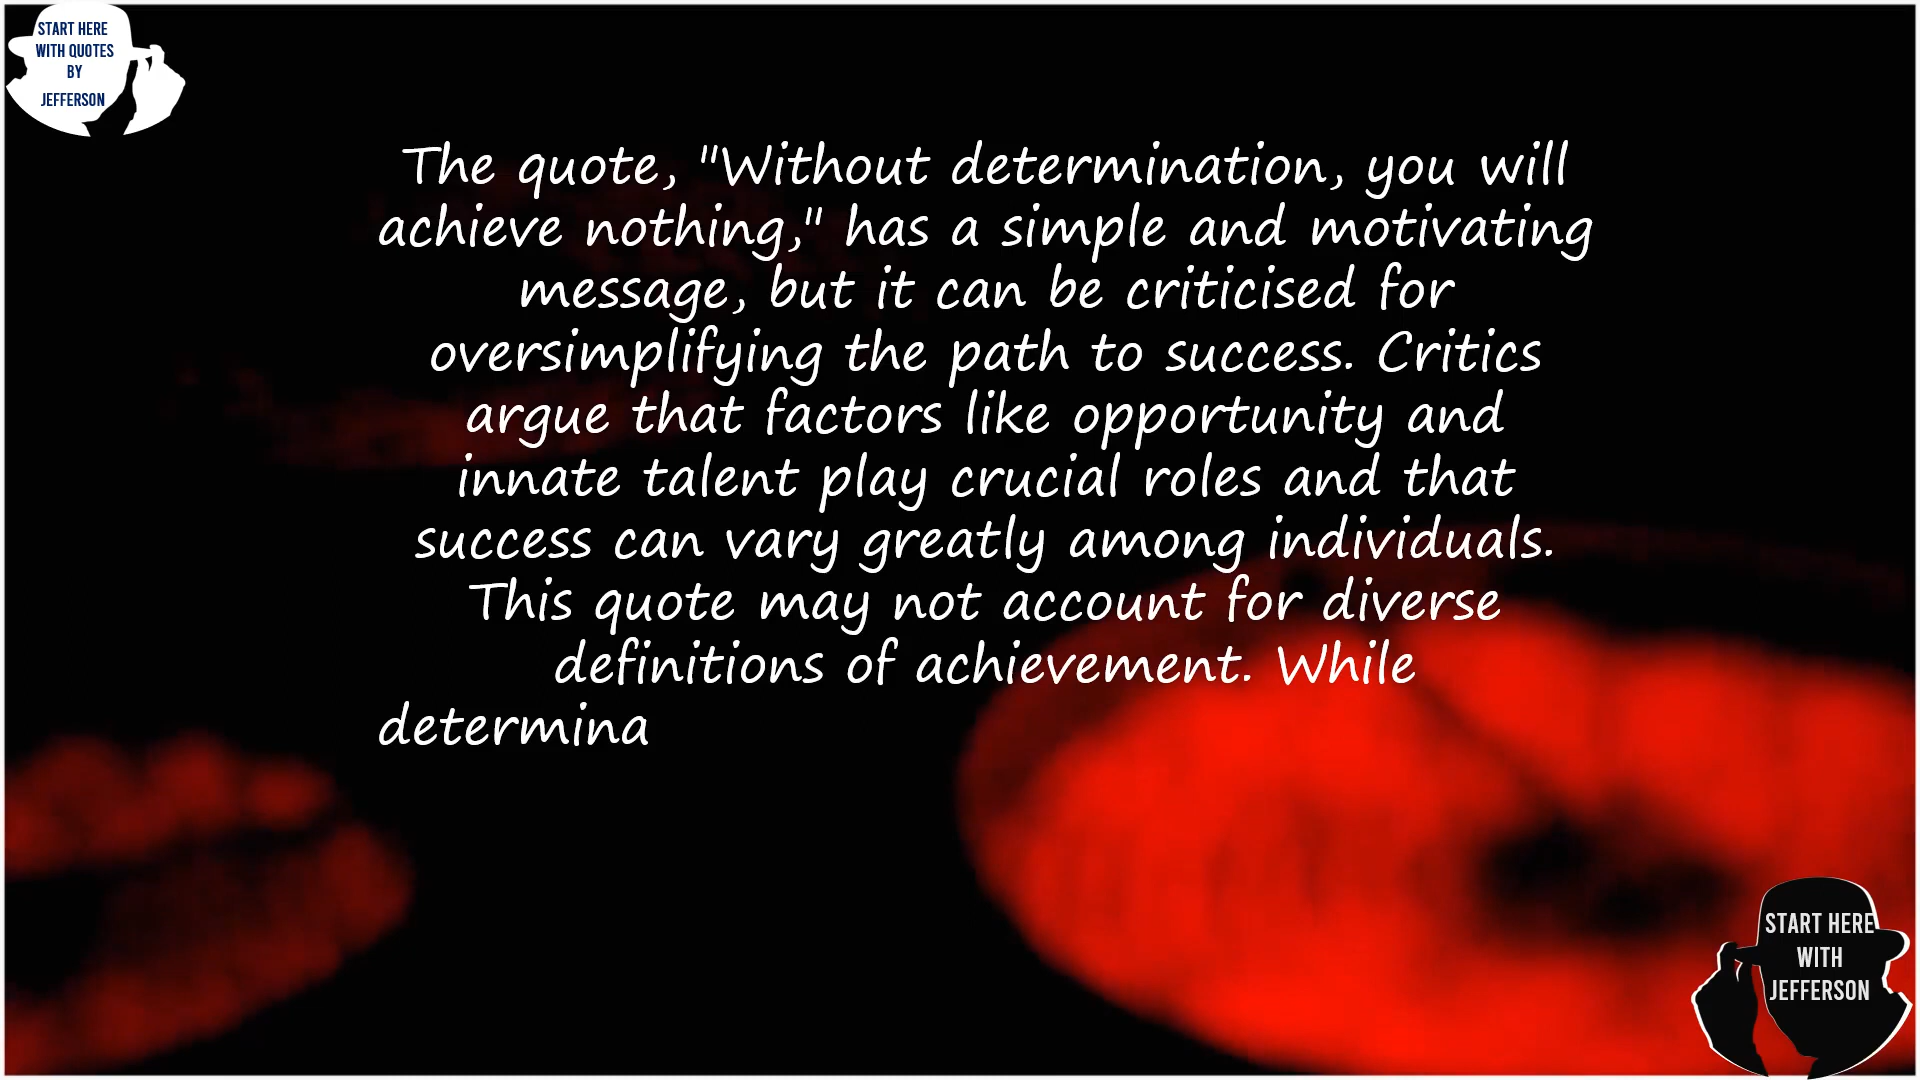 START HERE
WITH QUOTES
BY
JEFFERSON
The quote, "Without determination, you will
achieve nothing," has a simple and motivating
message, but it can be criticised for
oversimplifying the path to success. Critics
argue that factors like opportunity and
innate talent play crucial roles and that
success can vary greatly among individuals.
This quote may not account for diverse
definitions of achievement. While
determina
START HERE
WITH
JEFFERSON